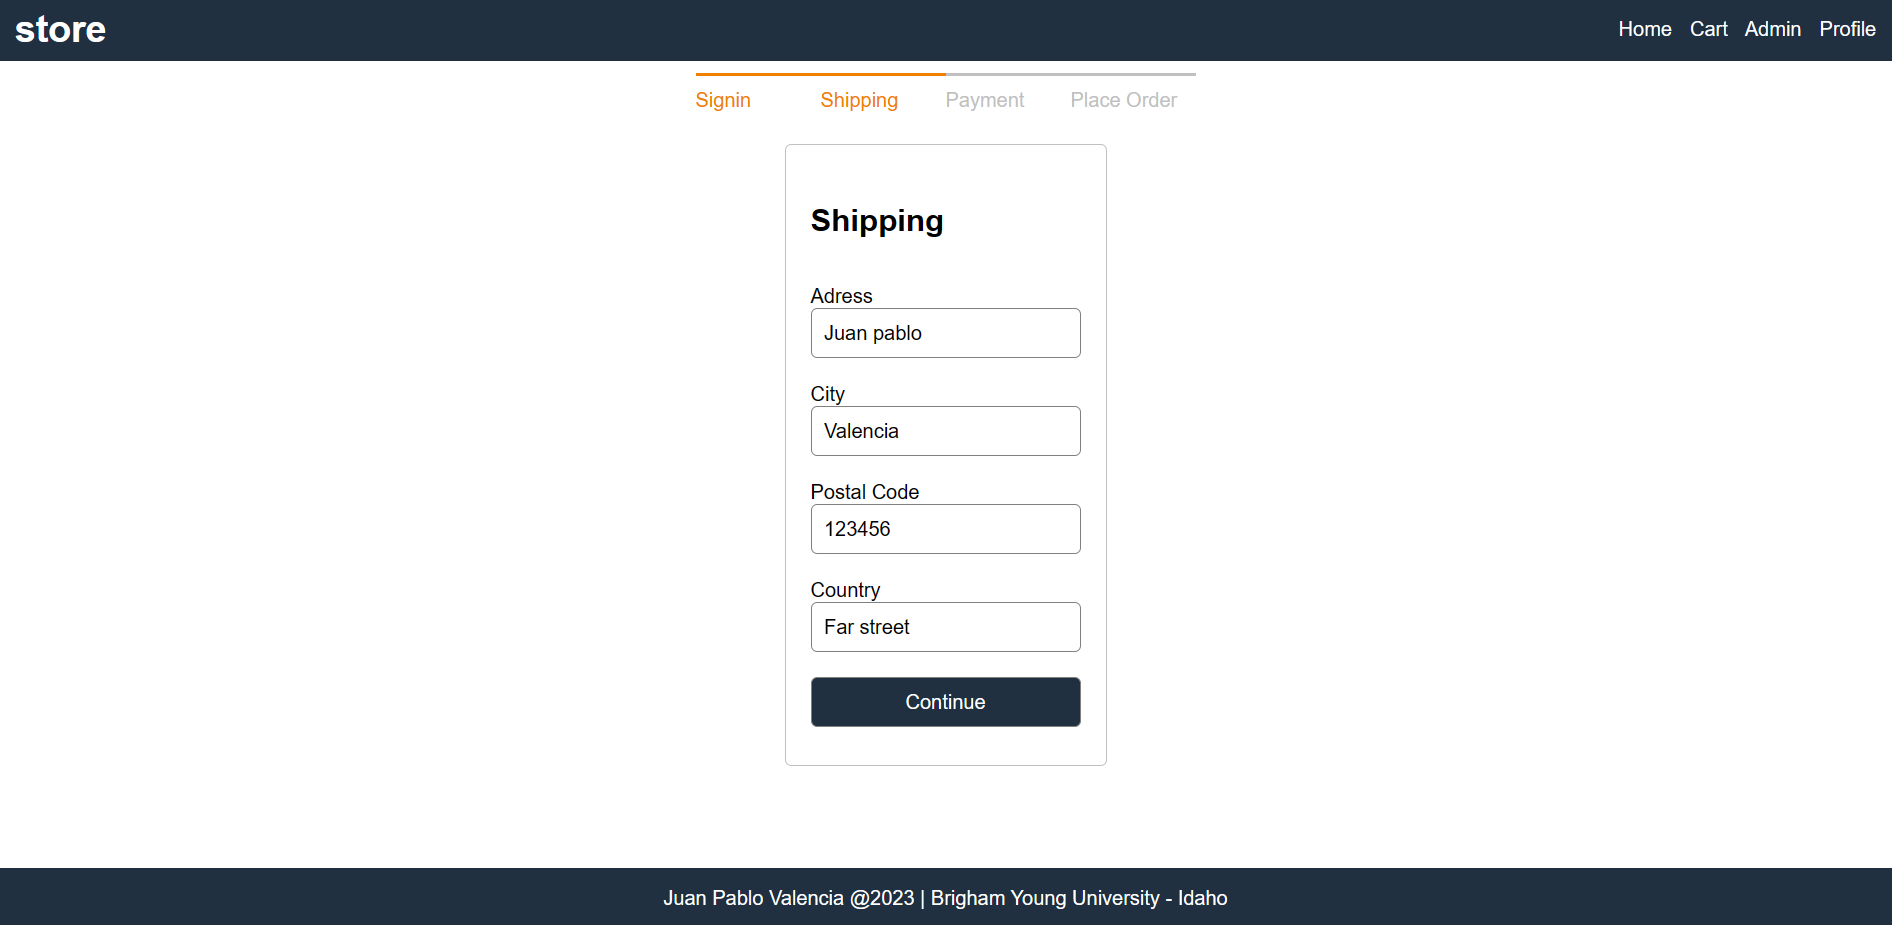 store
Home Cart Admin Profile
Signin Shipping Payment Place Order
Shipping
Adress
Juan pablo
City
Valencia
Postal Code
123456
Country
Far street
Continue
Juan Pablo Valencia @2023 | Brigham Young University - Idaho